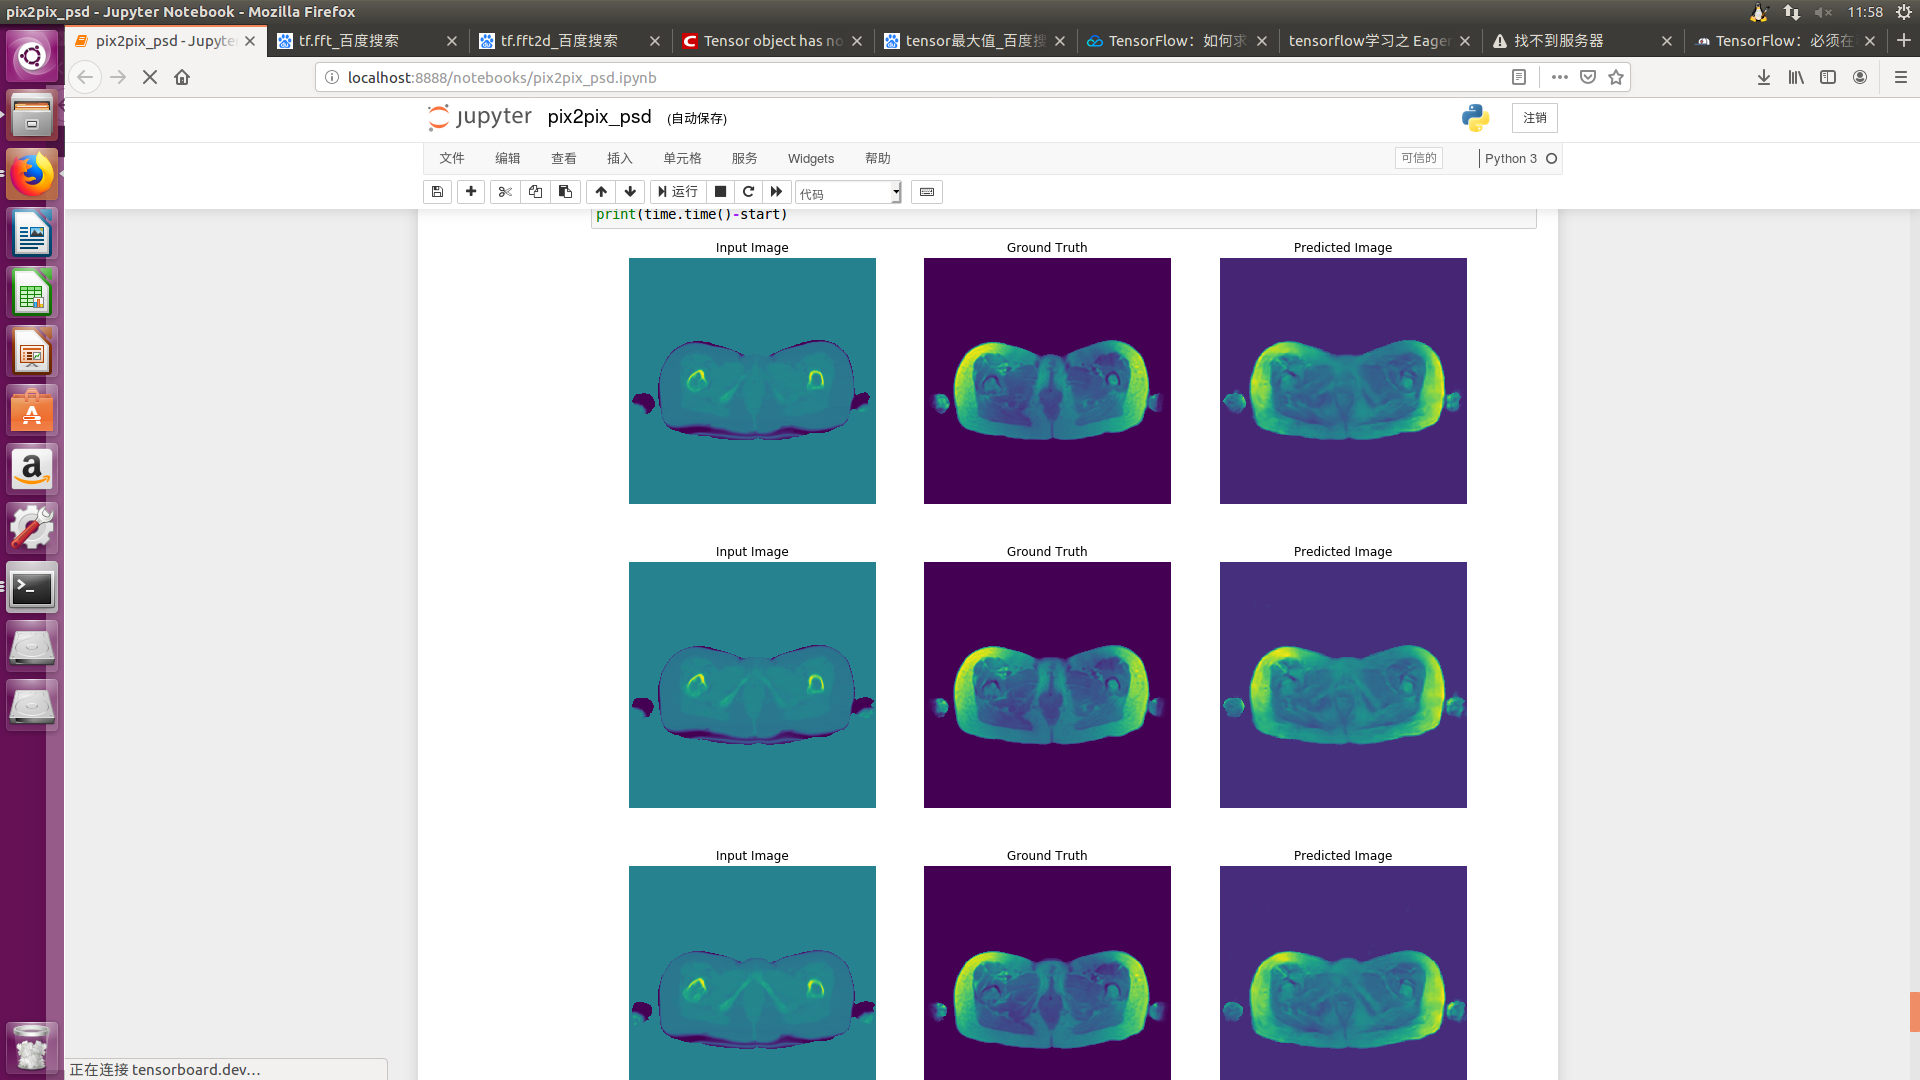 pix2pix_psd - Jupyter Notebook - Mozilla Firefox
11:58
pix2pix_psd - Jupyte
tf.fft_百度搜索
tf.fft2d_百度搜索
Tensor object has no
tensor最大值_百度搜
TensorFlow：如何求
tensorflow学习之 Eager
找不到服务器
TensorFlow：必须在
localhost:8888/notebooks/pix2pix_psd.ipynb
jupyter pix2pix_psd (自动保存)
注销
文件 编辑 查看 插入 单元格 服务 Widgets 帮助
可信的 Python 3
运行 代码
print(time.time()-start)
Input Image Ground Truth Predicted Image
Input Image Ground Truth Predicted Image
Input Image Ground Truth Predicted Image
正在连接 tensorboard.dev…